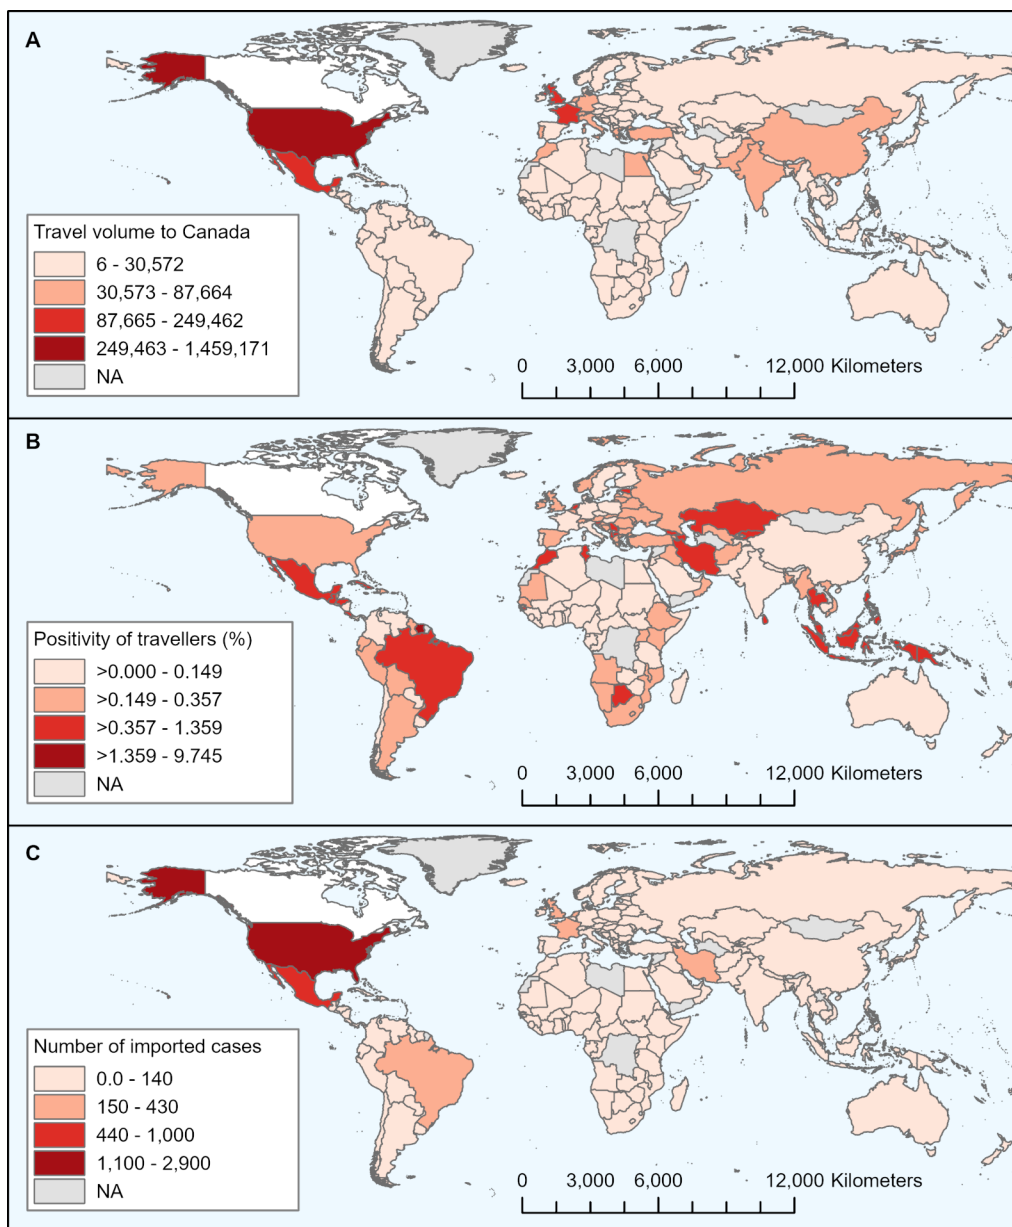 A
Travel volume to Canada
6 - 30,572
30,573 - 87,664
87,665 - 249,462
249,463 - 1,459,171
NA
0 3,000 6,000 12,000 Kilometers
B
Positivity of travellers (%)
>0.000 - 0.149
>0.149 - 0.357
>0.357 - 1.359
>1.359 - 9.745
NA
0 3,000 6,000 12,000 Kilometers
C
Number of imported cases
0.0 - 140
150 - 430
440 - 1,000
1,100 - 2,900
NA
0 3,000 6,000 12,000 Kilometers